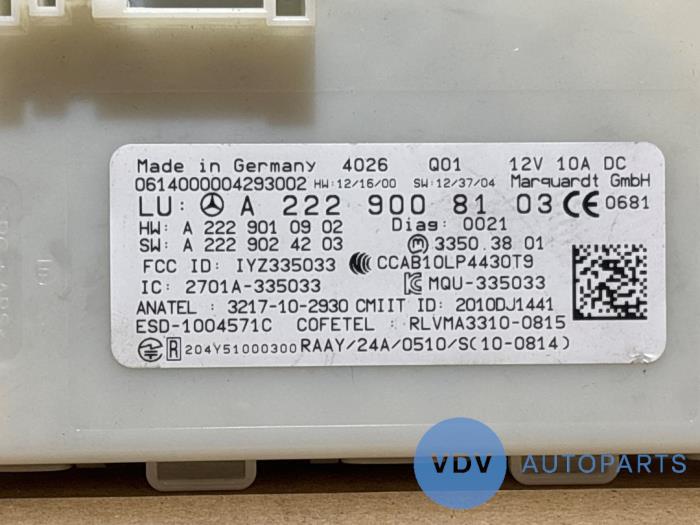 Made in Germany 4026 Q01 12V 10A DC
0614000004293002 HW:12/16/00 SW:12/37/04 Marquardt GmbH
LU: A 222 900 81 03 CE 0681
HW: A 222 901 09 02 Diag: 0021
SW: A 222 902 42 03 M 3350.38 01
FCC ID: IYZ335033 CCAB10LP4430T9
IC: 2701A-335033 MQU-335033
ANATEL : 3217-10-2930 CMIIT ID: 2010DJ1441
ESD-1004571C COFETEL : RLVMA3310-0815
R 204Y51000300 RAAY/24A/0510/S(10-0814)
VDV AUTOPARTS